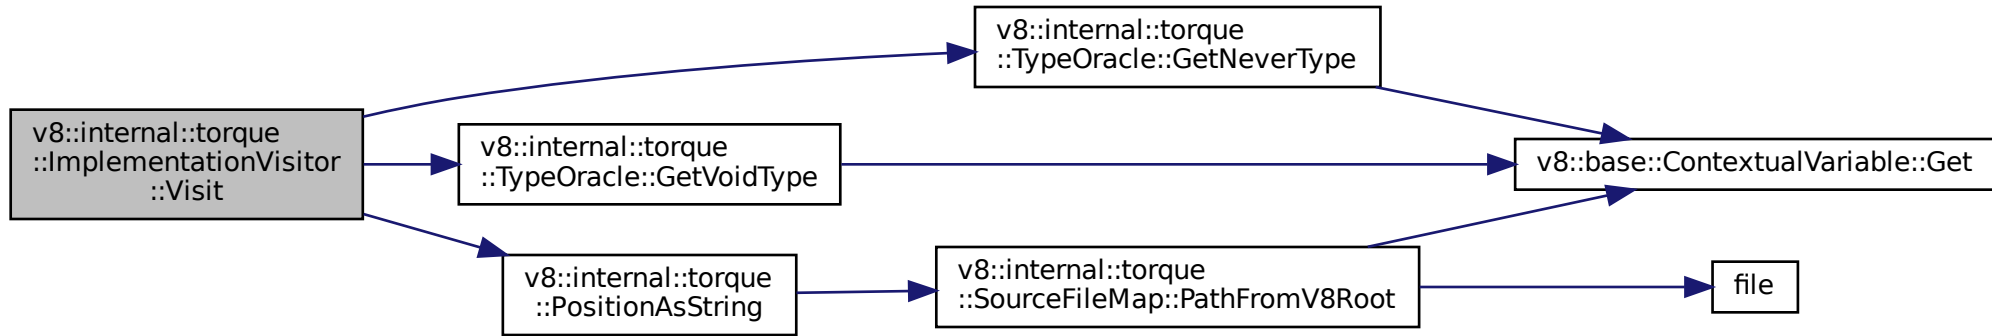 v8::internal::torque
::ImplementationVisitor
::Visit
v8::internal::torque
::TypeOracle::GetNeverType
v8::internal::torque
::TypeOracle::GetVoidType
v8::internal::torque
::PositionAsString
v8::internal::torque
::SourceFileMap::PathFromV8Root
v8::base::ContextualVariable::Get
file